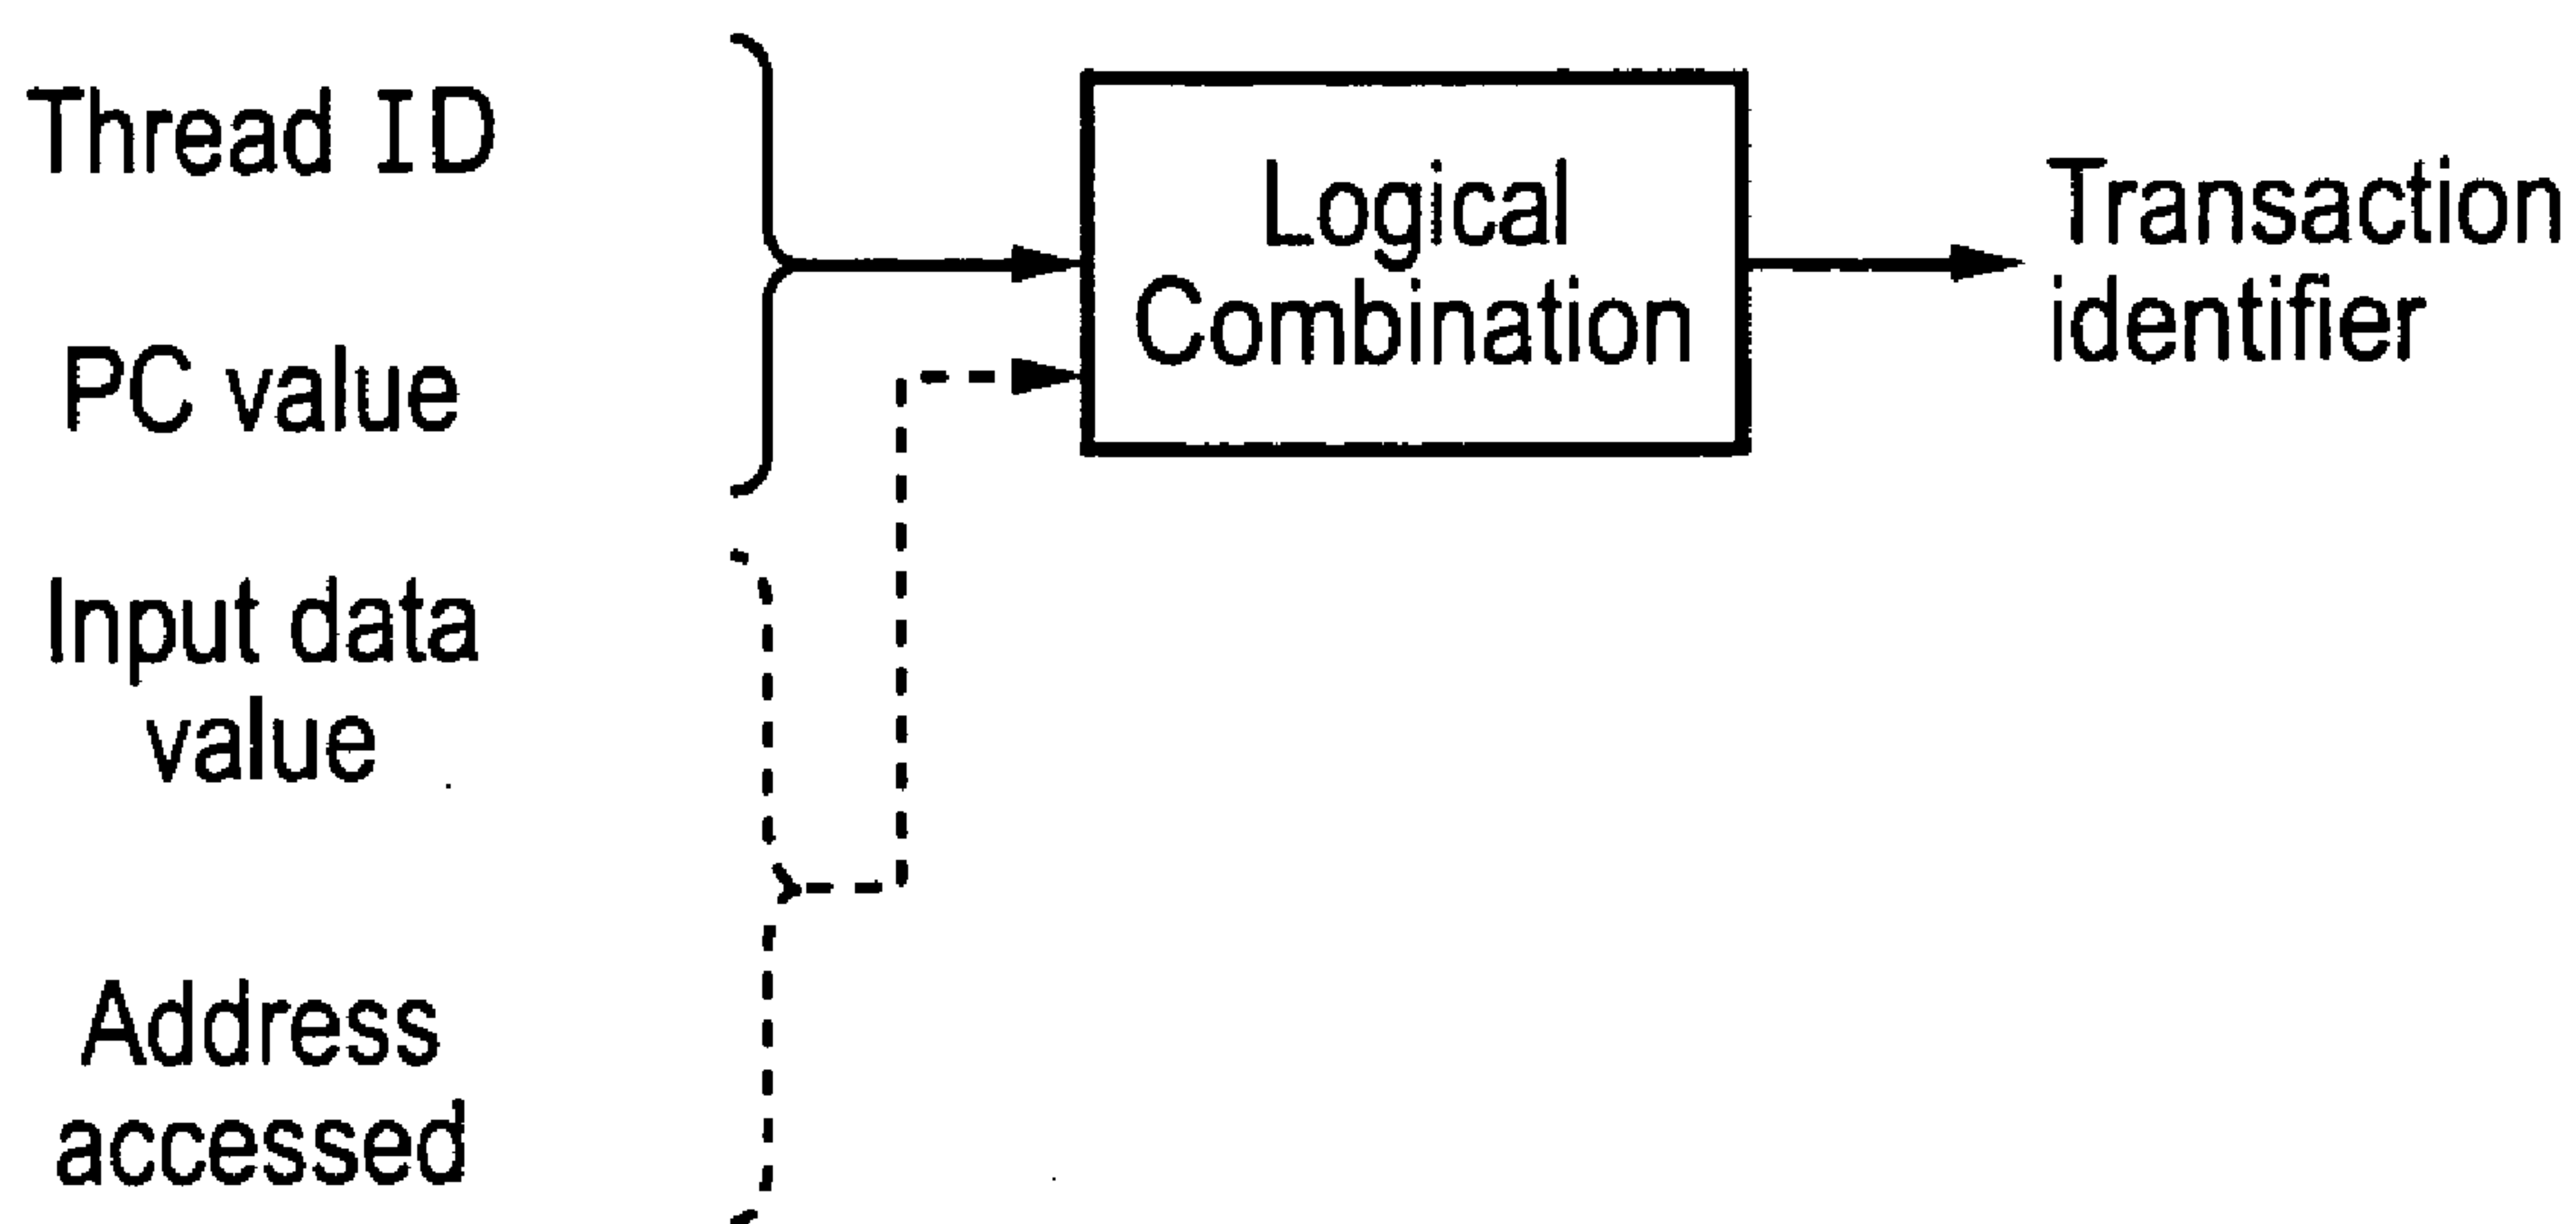 Thread ID
PC value
Input data
value
Address
accessed
Logical
Combination
Transaction
identifier